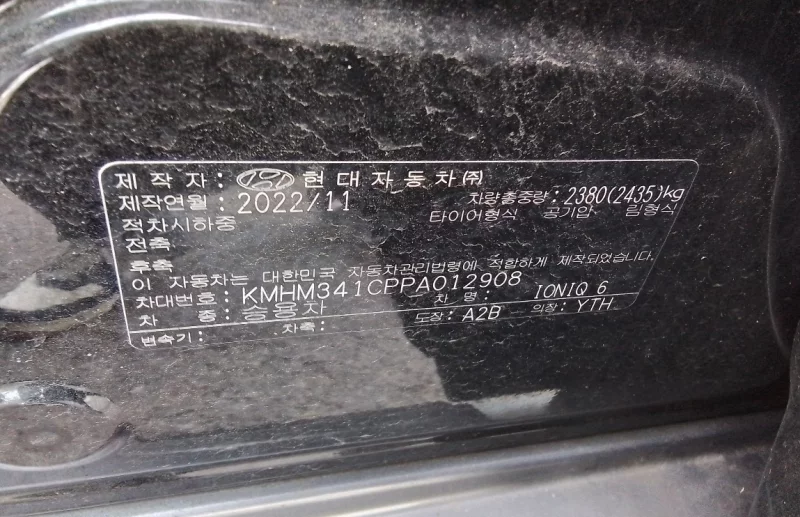 제 작 자 : 현대자동차㈜
제작연월 : 2022/11 차량총중량 : 2380(2435)kg
적차시하중 타이어형식 공기압 림형식
전축
후축
이 자동차는 대한민국 자동차관리법령에 적합하게 제작되었습니다.
차대번호 : KMHM341CPPA012908 차 명 : IONIQ 6
차 종 : 승용차 도장 : A2B 의장 : YTH
변속기 : 차축 :